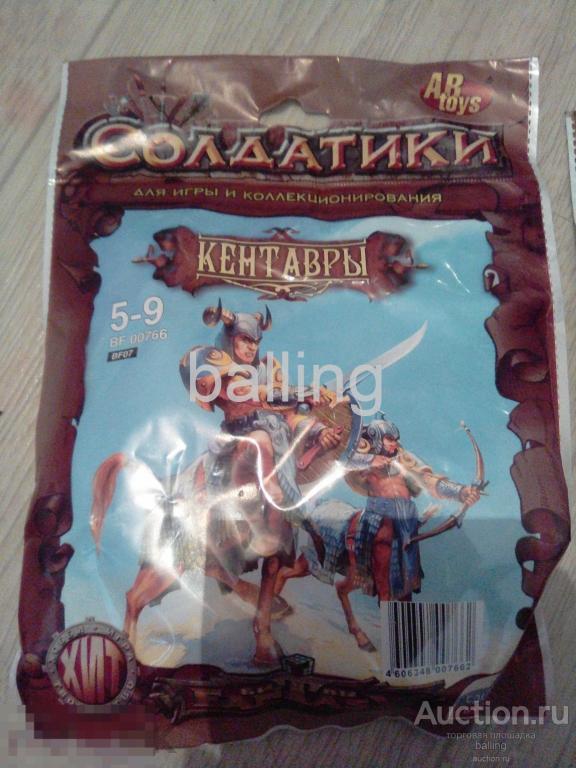 AB toys
СОЛДАТИКИ
ДЛЯ ИГРЫ И КОЛЛЕКЦИОНИРОВАНИЯ
КЕНТАВРЫ
5-9
BF 00766
BF07
balling
4 606348 007662
ХИТ
Auction.ru
торговая площадка
balling
auction.ru